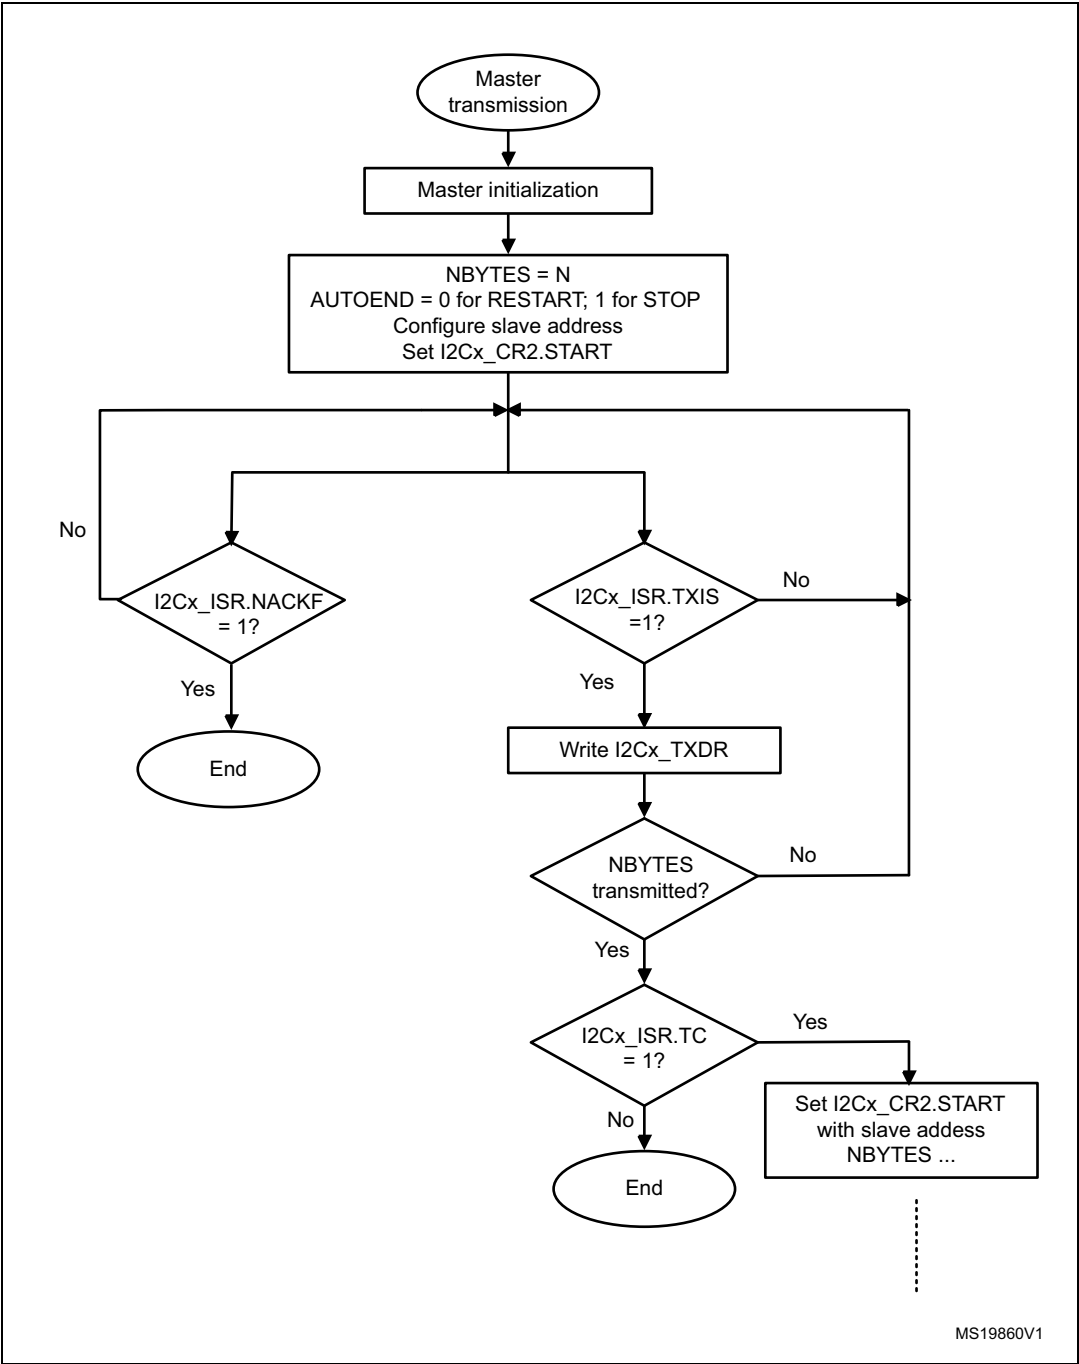 Master
transmission
Master initialization
NBYTES = N
AUTOEND = 0 for RESTART; 1 for STOP
Configure slave address
Set I2Cx_CR2.START
No
I2Cx_ISR.NACKF
= 1?
Yes
End
I2Cx_ISR.TXIS
=1?
No
Yes
Write I2Cx_TXDR
NBYTES
transmitted?
No
Yes
I2Cx_ISR.TC
= 1?
Yes
No
End
Set I2Cx_CR2.START
with slave addess
NBYTES ...
MS19860V1